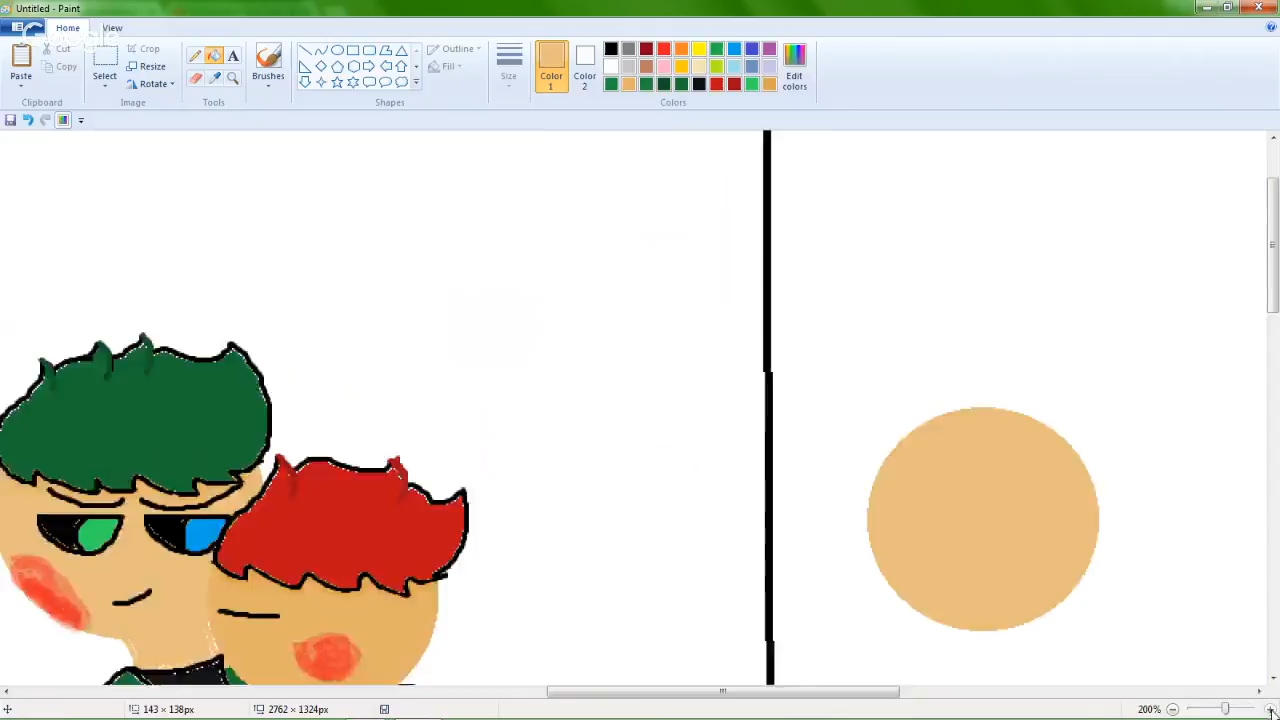 Untitled - Paint
Home View
Cut
Copy
Paste
Clipboard
Select
Crop
Resize
Rotate
Image
A
Tools
Brushes
Outline
Fill
Shapes
Size
Color 1
Color 2
Edit colors
Colors
143 × 138px
2762 × 1324px
200%